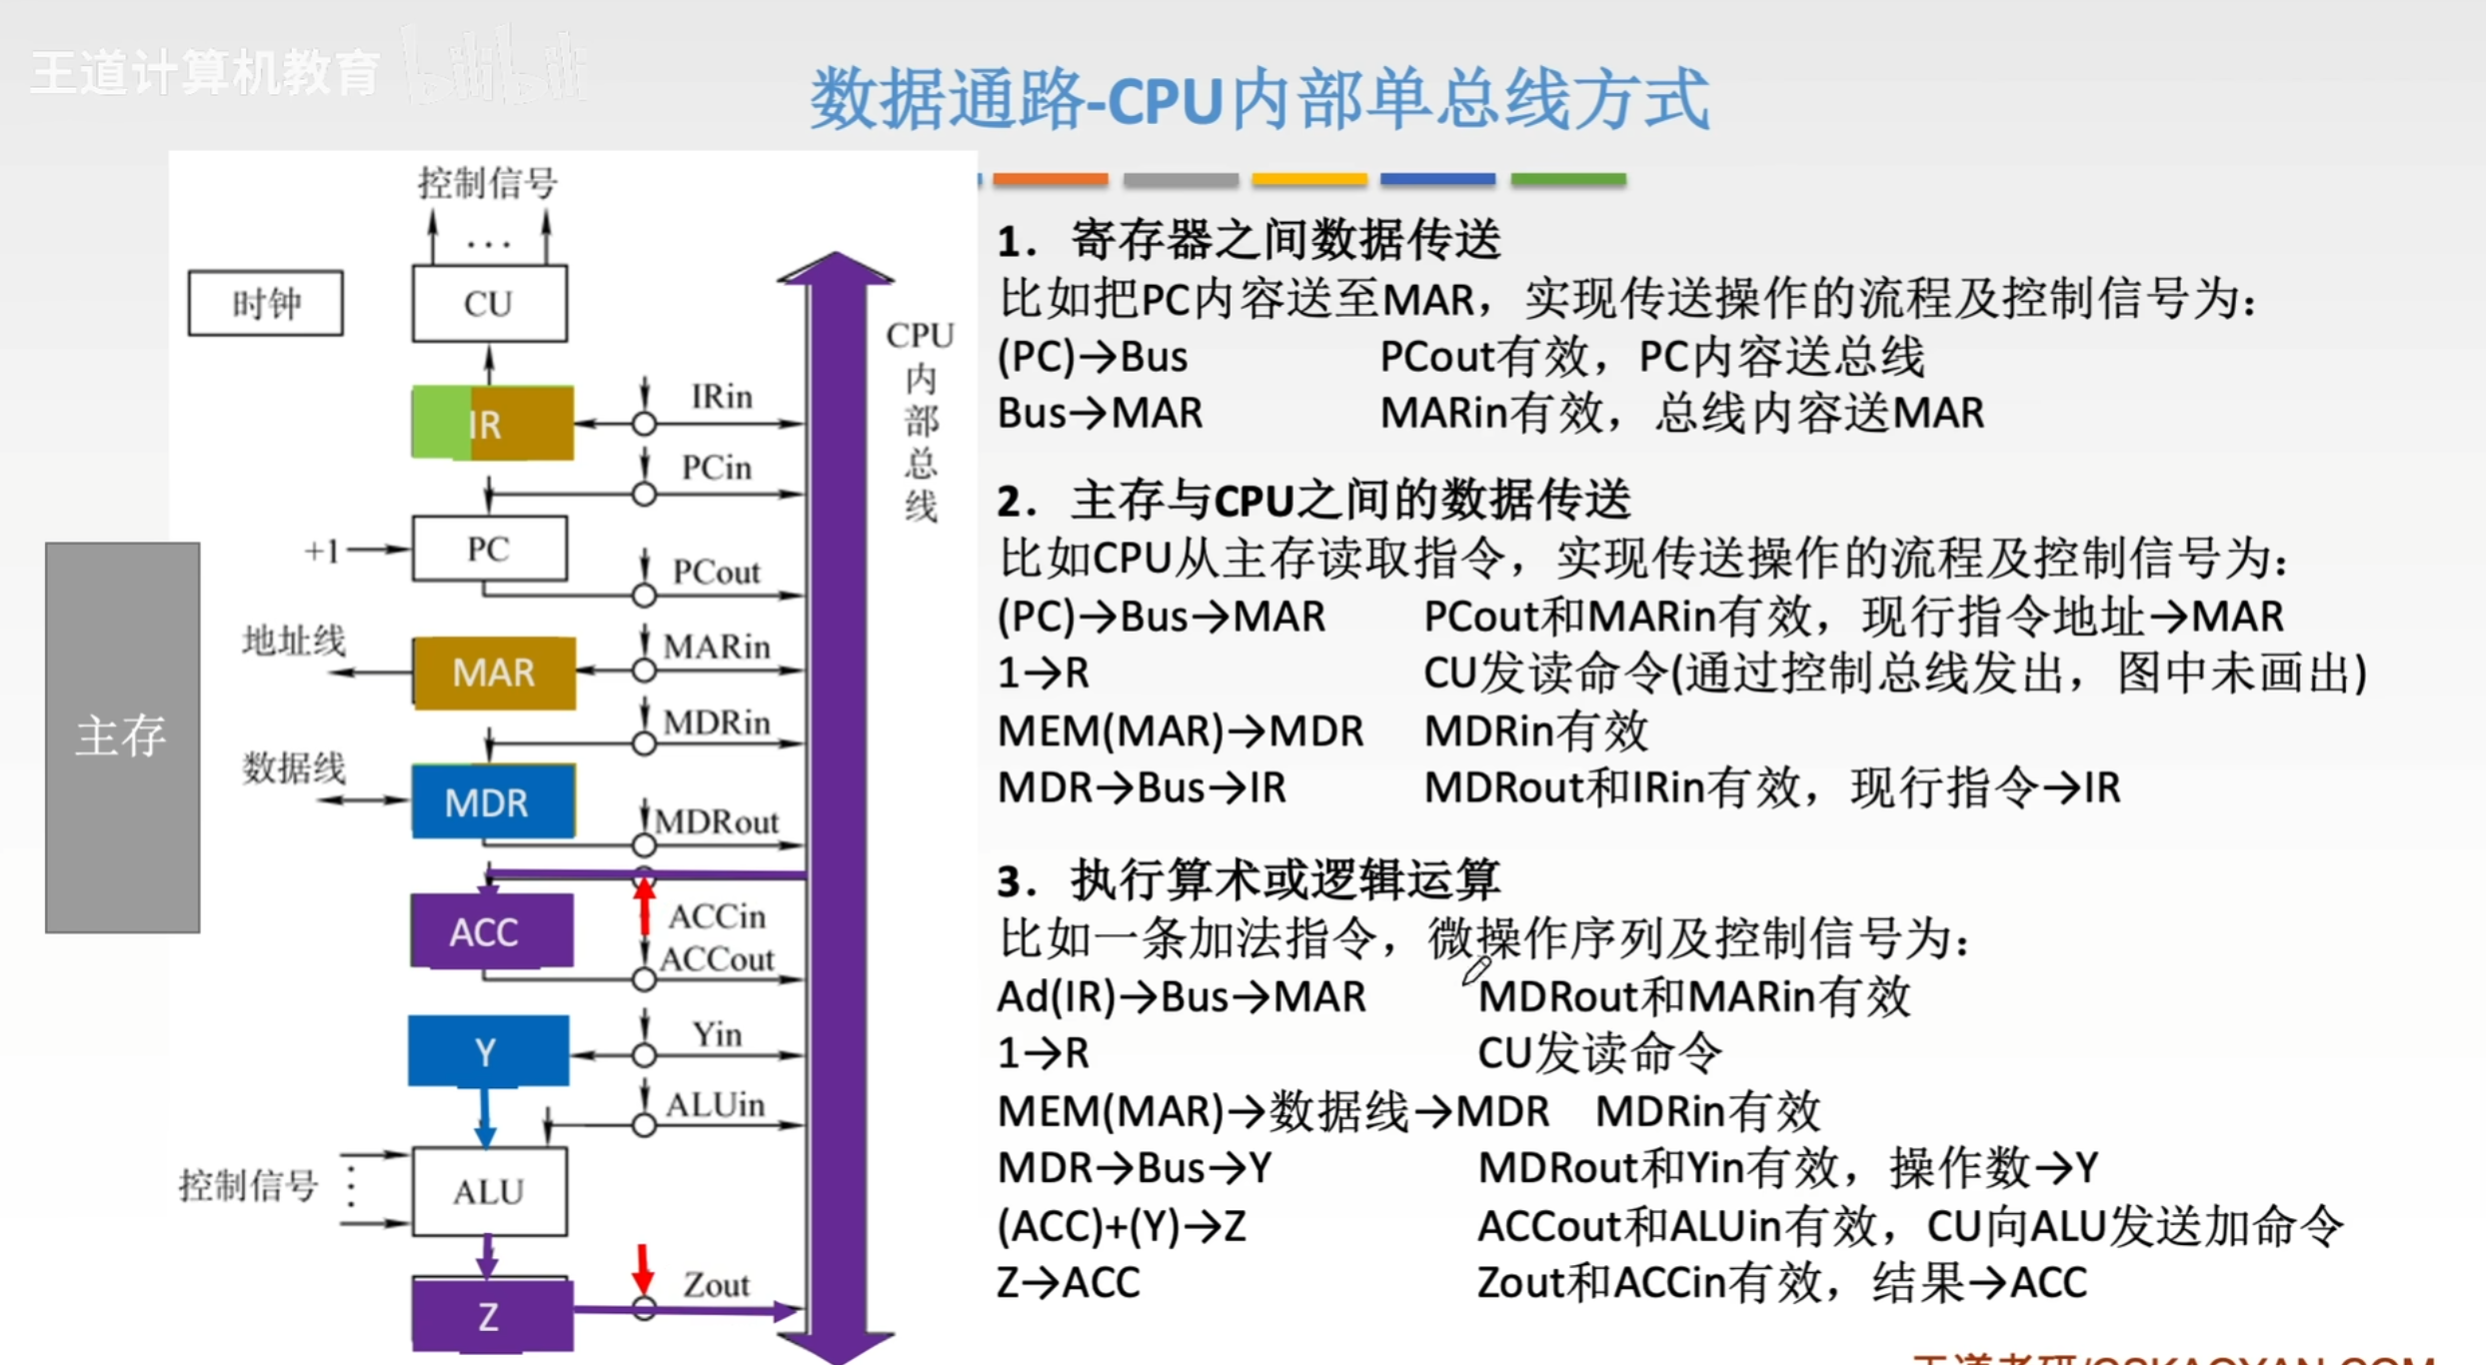 王道计算机教育 bilibili
数据通路-CPU内部单总线方式
控制信号
...
时钟
CU
CPU内部总线
IR
IRin
PCin
+1
PC
PCout
地址线
MAR
MARin
MDRin
主存
数据线
MDR
MDRout
ACC
ACCin
ACCout
Y
Yin
ALUin
控制信号
ALU
Z
Zout
1. 寄存器之间数据传送
比如把PC内容送至MAR，实现传送操作的流程及控制信号为：
(PC)→Bus PCout有效，PC内容送总线
Bus→MAR MARin有效，总线内容送MAR
2. 主存与CPU之间的数据传送
比如CPU从主存读取指令，实现传送操作的流程及控制信号为：
(PC)→Bus→MAR PCout和MARin有效，现行指令地址→MAR
1→R CU发读命令(通过控制总线发出，图中未画出)
MEM(MAR)→MDR MDRin有效
MDR→Bus→IR MDRout和IRin有效，现行指令→IR
3. 执行算术或逻辑运算
比如一条加法指令，微操作序列及控制信号为：
Ad(IR)→Bus→MAR MDRout和MARin有效
1→R CU发读命令
MEM(MAR)→数据线→MDR MDRin有效
MDR→Bus→Y MDRout和Yin有效，操作数→Y
(ACC)+(Y)→Z ACCout和ALUin有效，CU向ALU发送加命令
Z→ACC Zout和ACCin有效，结果→ACC